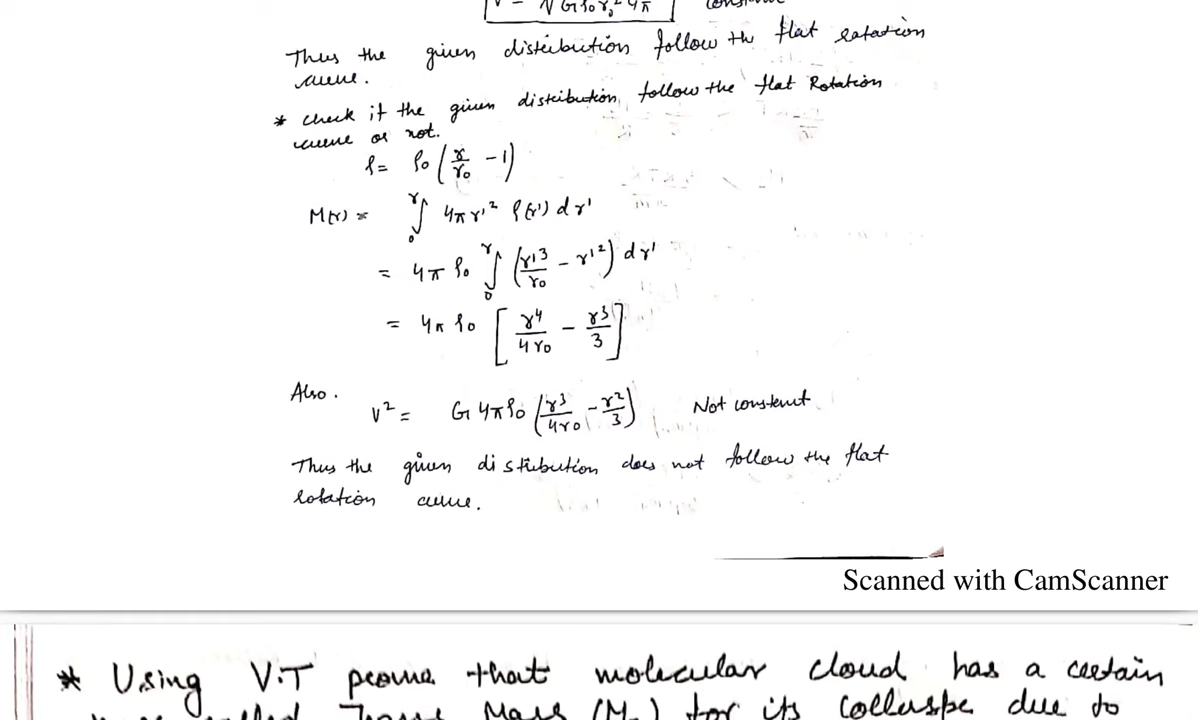 V = √Gρ₀r₀²4π
Thus the given distribution follow the flat rotation
curve.
* check if the given distribution, follow the flat Rotation
curve or not.
ρ = ρ₀ (r/r₀ - 1)
M(r) = ∫₀ʳ 4πr'² ρ(r') dr'
= 4πρ₀ ∫₀ʳ (r'³/r₀ - r'²) dr'
= 4πρ₀ [r⁴/4r₀ - r³/3]
Also.
V² = G4πρ₀ (r³/4r₀ - r²/3) Not constant
Thus the given distribution does not follow the flat
rotation curve.
Scanned with CamScanner
* Using V.T prove that molecular cloud has a certain
Mass (M) for its collaspe due to